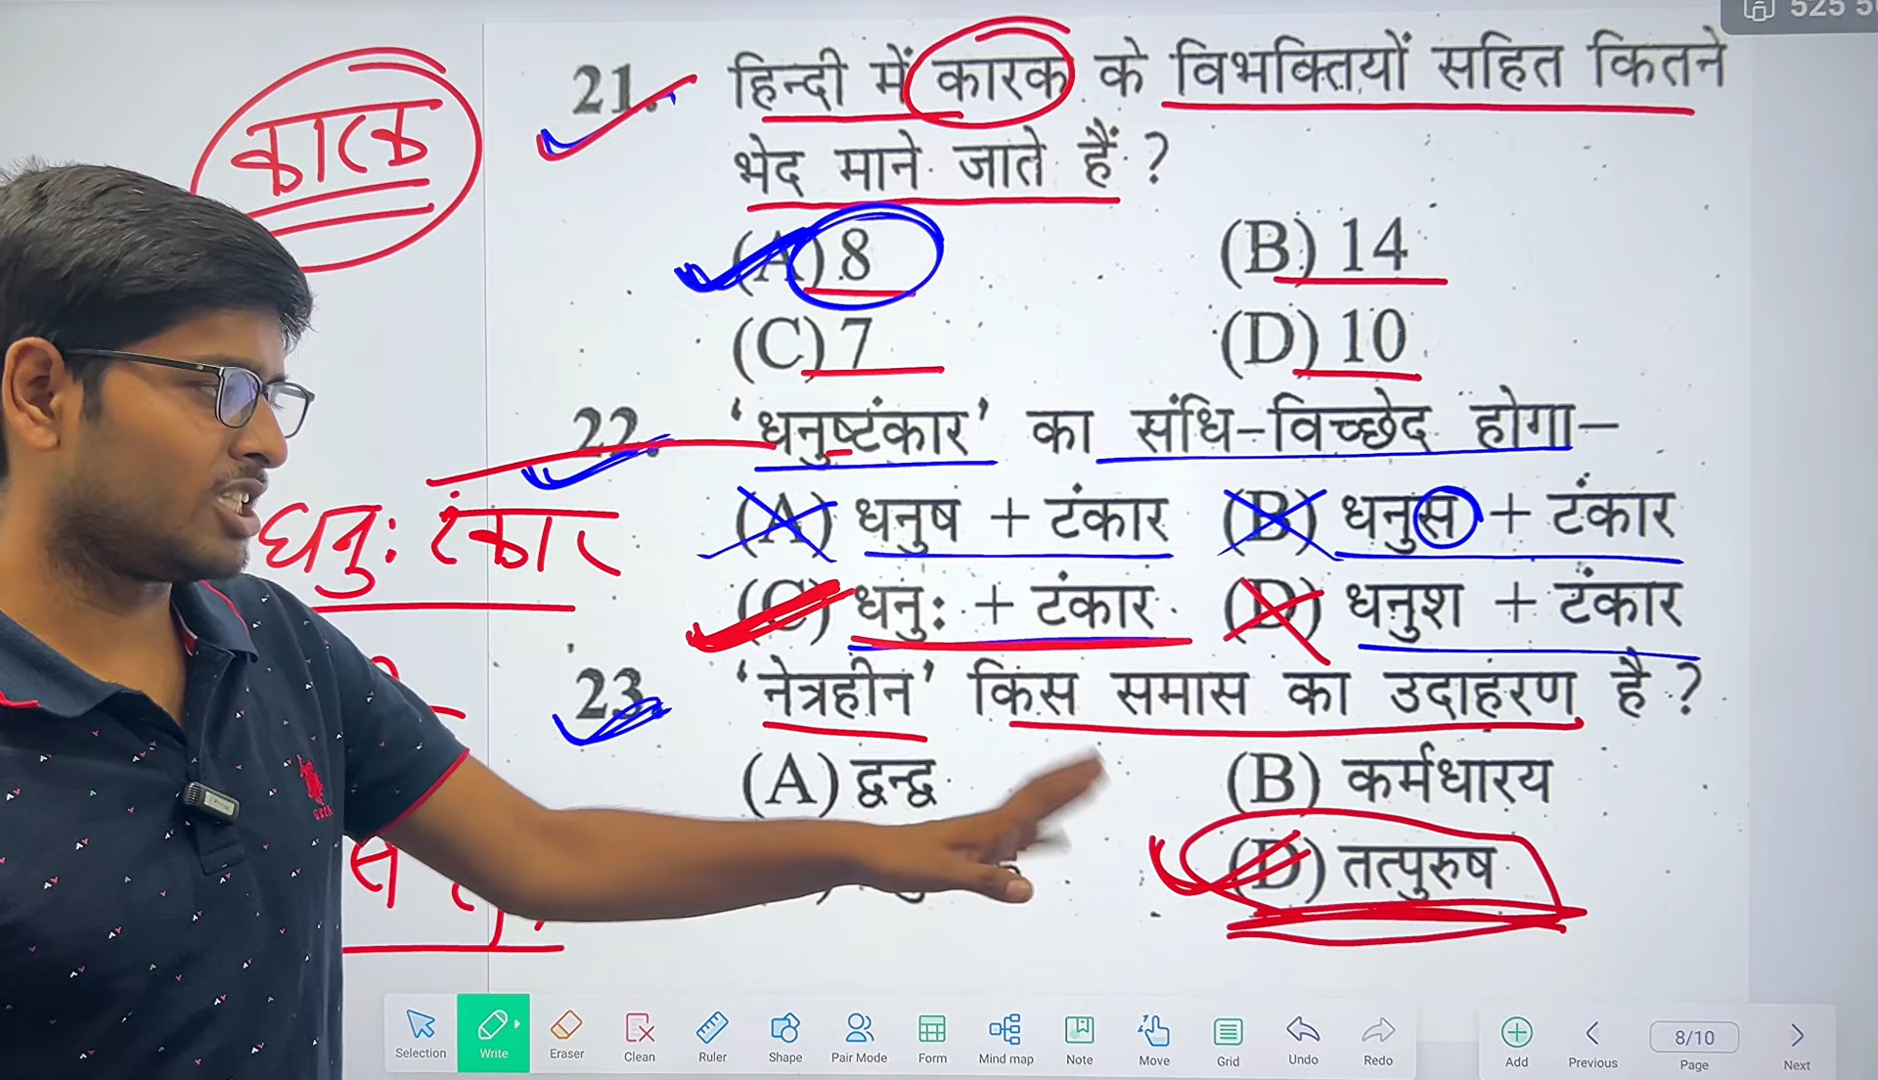 525 5
21. हिन्दी में कारक के विभक्तियों सहित कितने
भेद माने जाते हैं ?
(A) 8 (B) 14
(C) 7 (D) 10
22. 'धनुष्टंकार' का संधि-विच्छेद होगा-
(A) धनुष + टंकार (B) धनुस + टंकार
(C) धनुः + टंकार (D) धनुश + टंकार
23. 'नेत्रहीन' किस समास का उदाहरण है ?
(A) द्वन्द्व (B) कर्मधारय
(D) तत्पुरुष
कारक
धनुः टंकार
Selection Write Eraser Clean Ruler Shape Pair Mode Form Mind map Note Move Grid Undo Redo Add Previous 8/10 Page Next